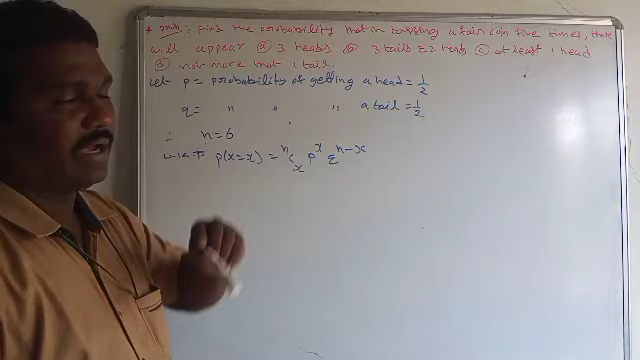 * Prob: Find the probability that in tossing a fair coin five times, there
will appear ⓐ 3 heads ⓑ 3 tails & 2 heads ⓒ at least 1 head
ⓓ not more that 1 tail.
Let p = probability of getting a head = 1/2
q = " " " a tail = 1/2
∴ n = 5
W.K.T P(X=x) = ⁿCₓ pˣ qⁿ⁻ˣ